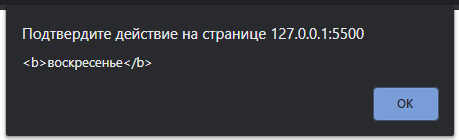 Подтвердите действие на странице 127.0.0.1:5500
<b>воскресенье</b>
OK